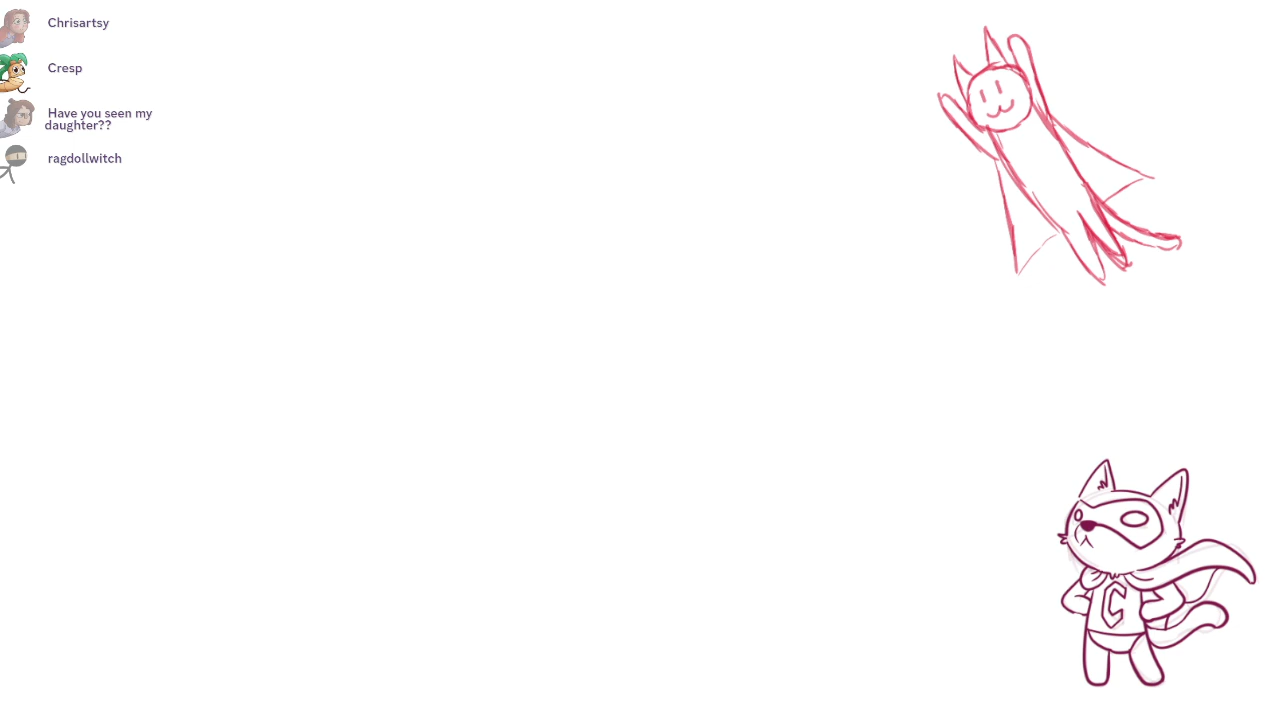 Chrisartsy
Cresp
Have you seen my
daughter??
ragdollwitch
C